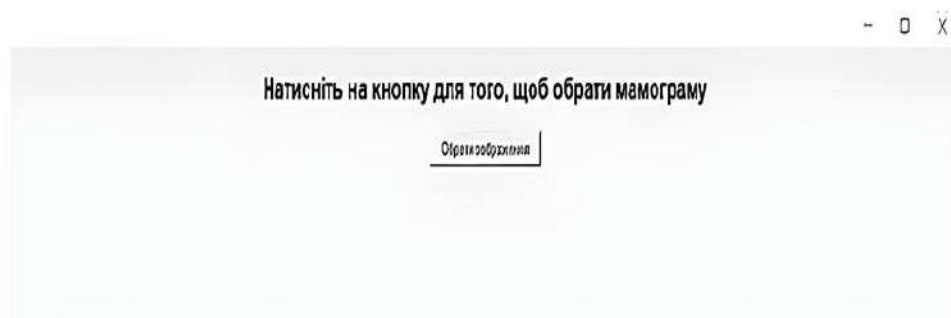 Натисніть на кнопку для того, щоб обрати мамограму
Обрати зображення